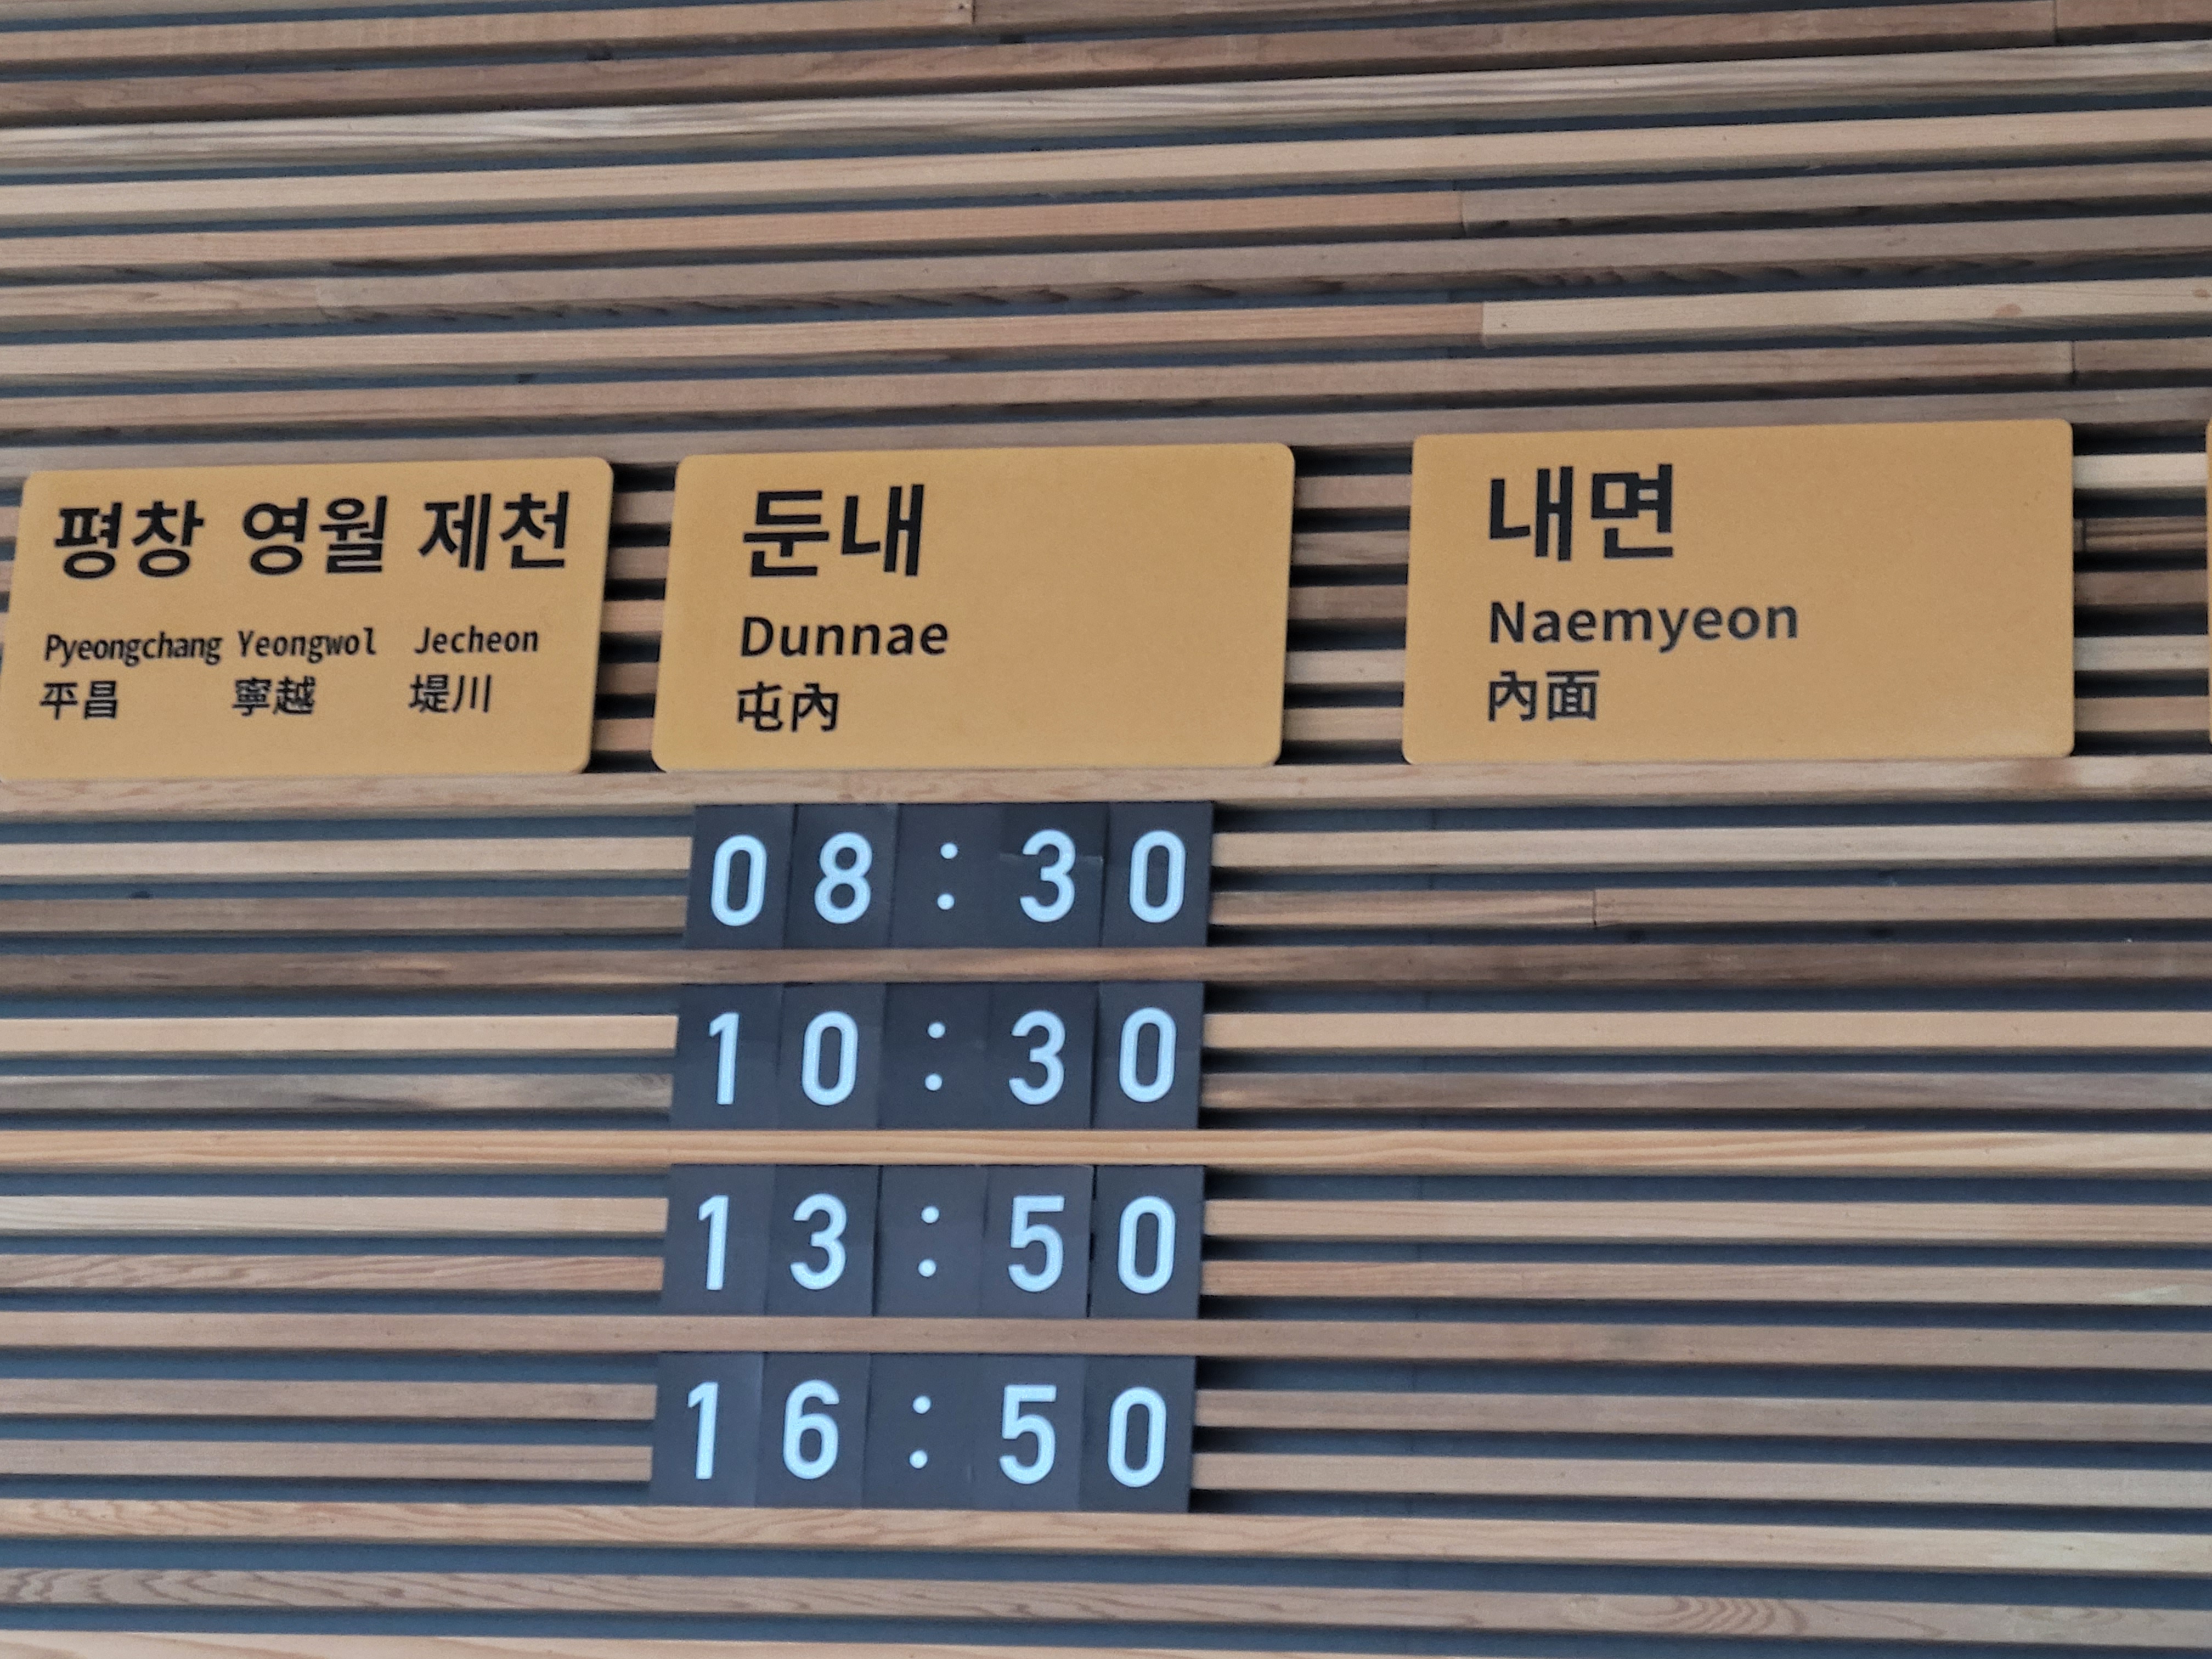 평창 영월 제천
Pyeongchang Yeongwol Jecheon
平昌 寧越 堤川
둔내
Dunnae
屯內
내면
Naemyeon
內面
08:30
10:30
13:50
16:50